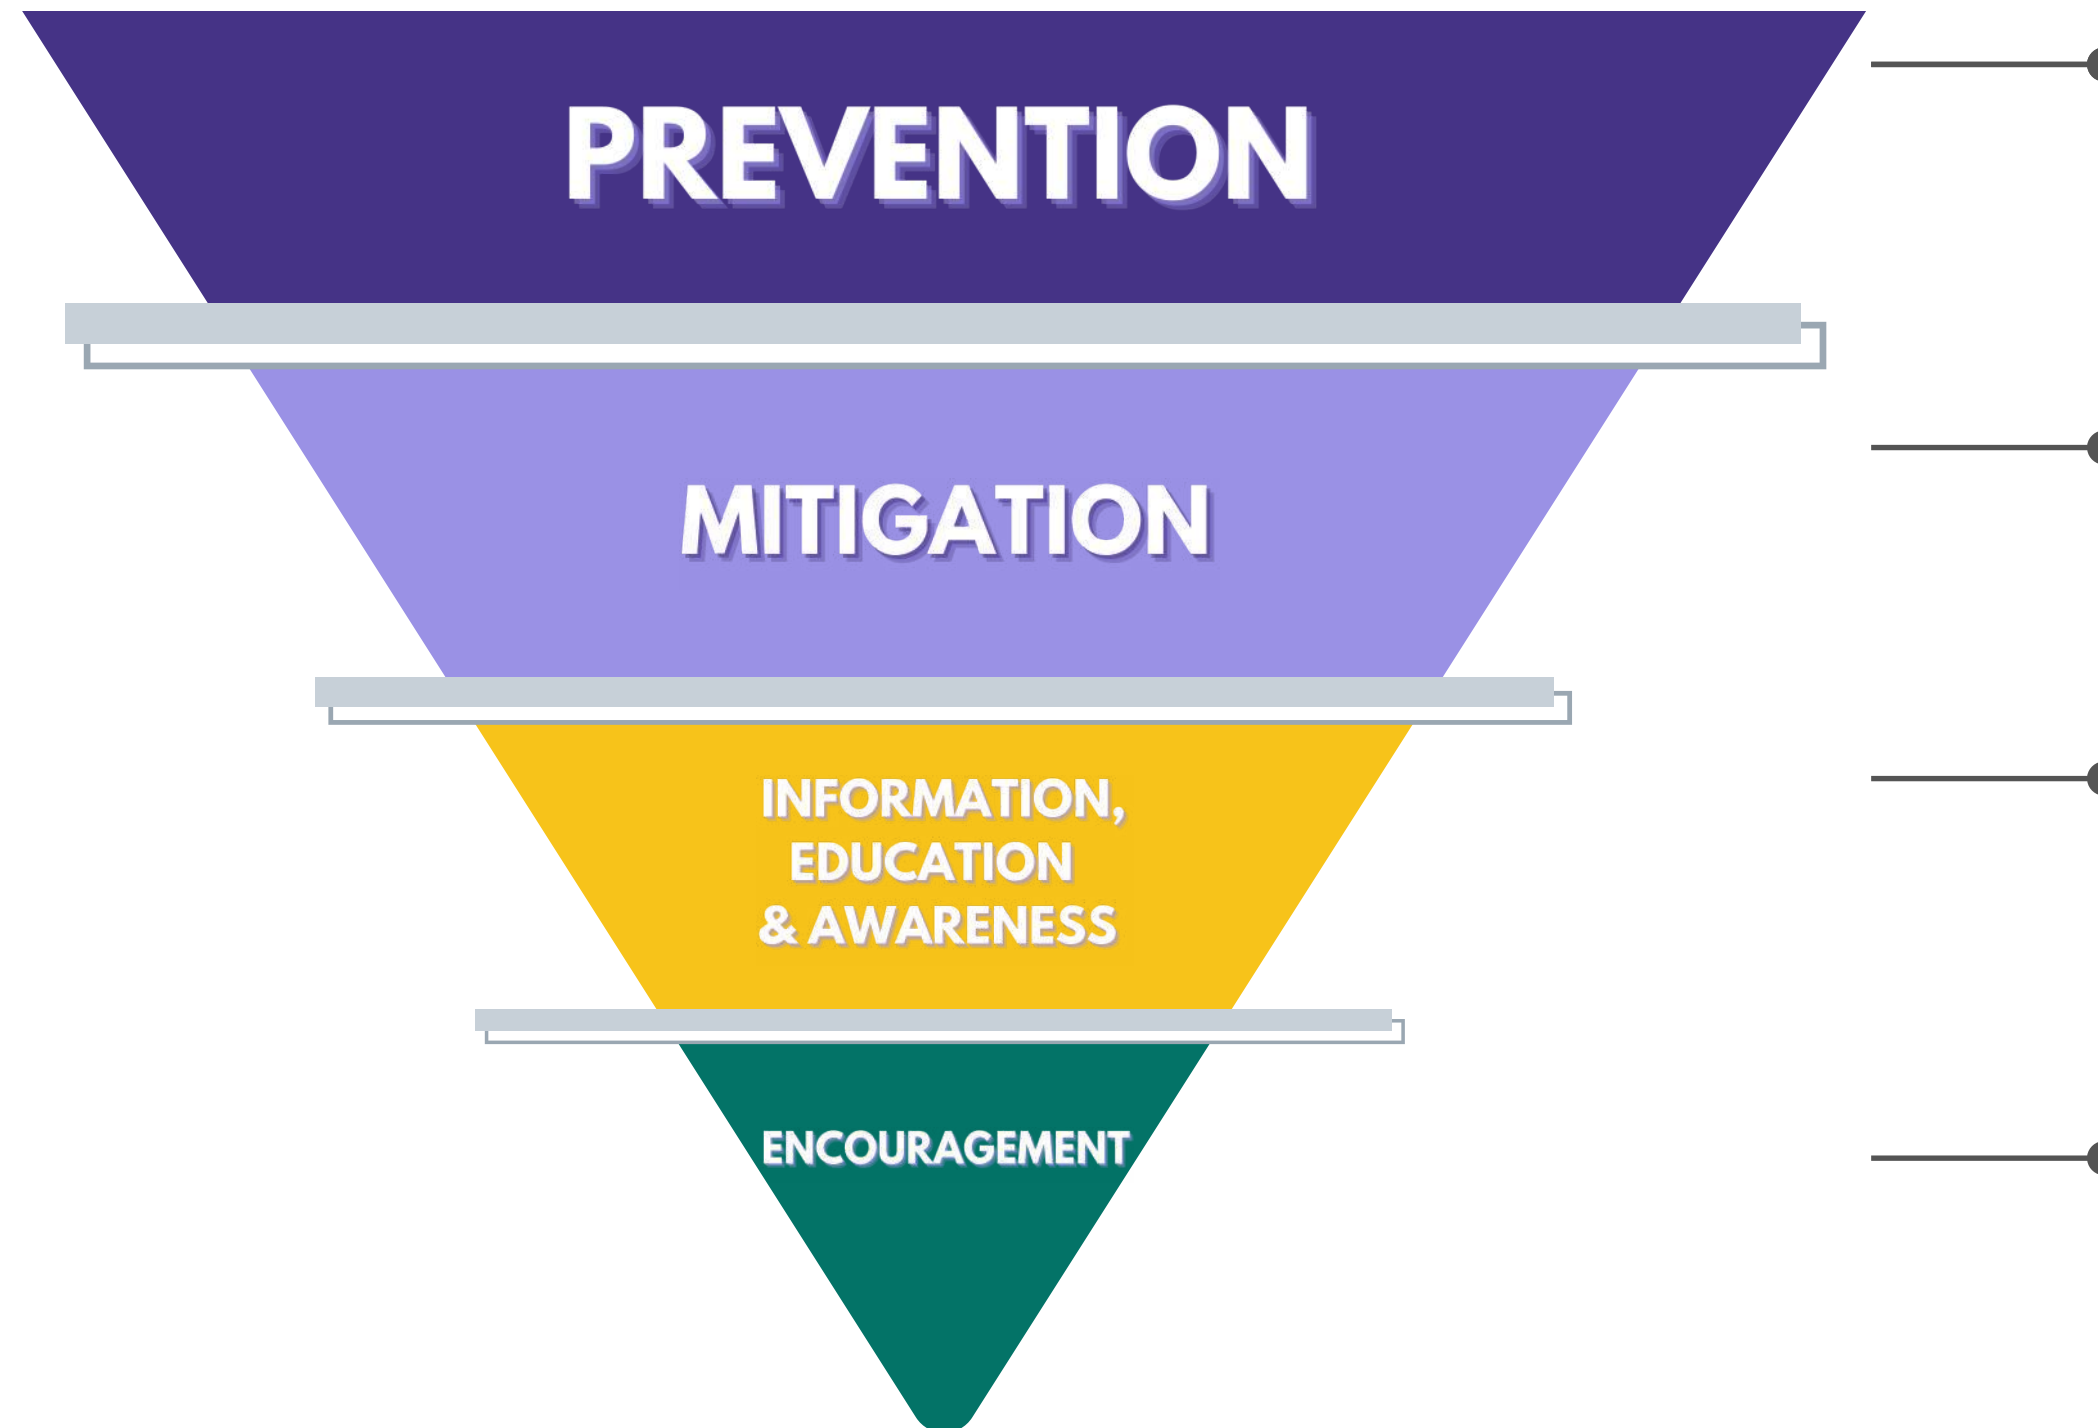 PREVENTION
MITIGATION
INFORMATION,
EDUCATION
& AWARENESS
ENCOURAGEMENT